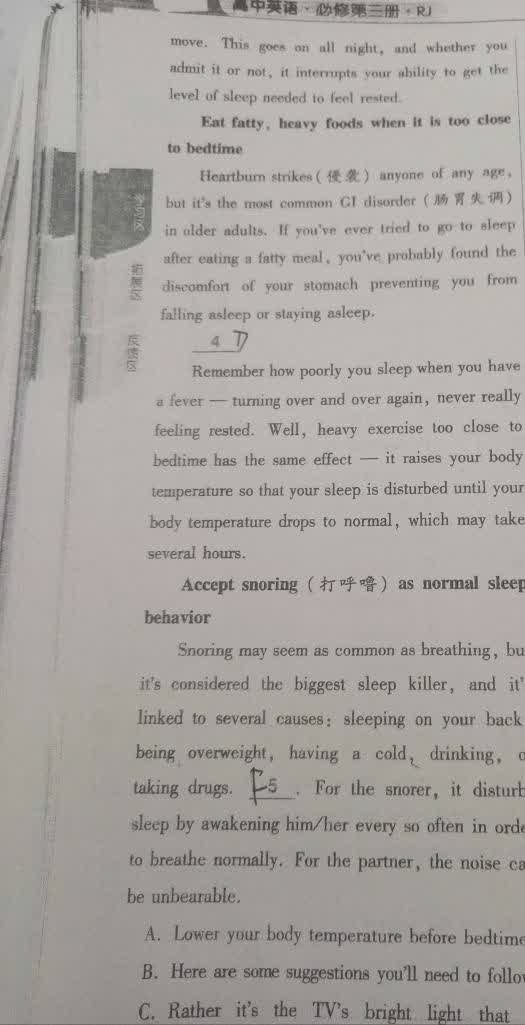 高中英语·必修第三册·RJ
move. This goes on all night, and whether you
admit it or not, it interrupts your ability to get the
level of sleep needed to feel rested.
Eat fatty, heavy foods when it is too close
to bedtime
Heartburn strikes(侵袭) anyone of any age,
but it's the most common GI disorder (肠胃失调)
in older adults. If you've ever tried to go to sleep
after eating a fatty meal, you've probably found the
discomfort of your stomach preventing you from
falling asleep or staying asleep.
4 D
Remember how poorly you sleep when you have
a fever — turning over and over again, never really
feeling rested. Well, heavy exercise too close to
bedtime has the same effect — it raises your body
temperature so that your sleep is disturbed until your
body temperature drops to normal, which may take
several hours.
Accept snoring (打呼噜) as normal sleep
behavior
Snoring may seem as common as breathing, bu
it's considered the biggest sleep killer, and it'
linked to several causes: sleeping on your back
being overweight, having a cold, drinking, o
taking drugs. 5 . For the snorer, it disturb
sleep by awakening him/her every so often in orde
to breathe normally. For the partner, the noise ca
be unbearable.
A. Lower your body temperature before bedtime
B. Here are some suggestions you'll need to follow
C. Rather it's the TV's bright light that
学习区
拓展区
反馈区